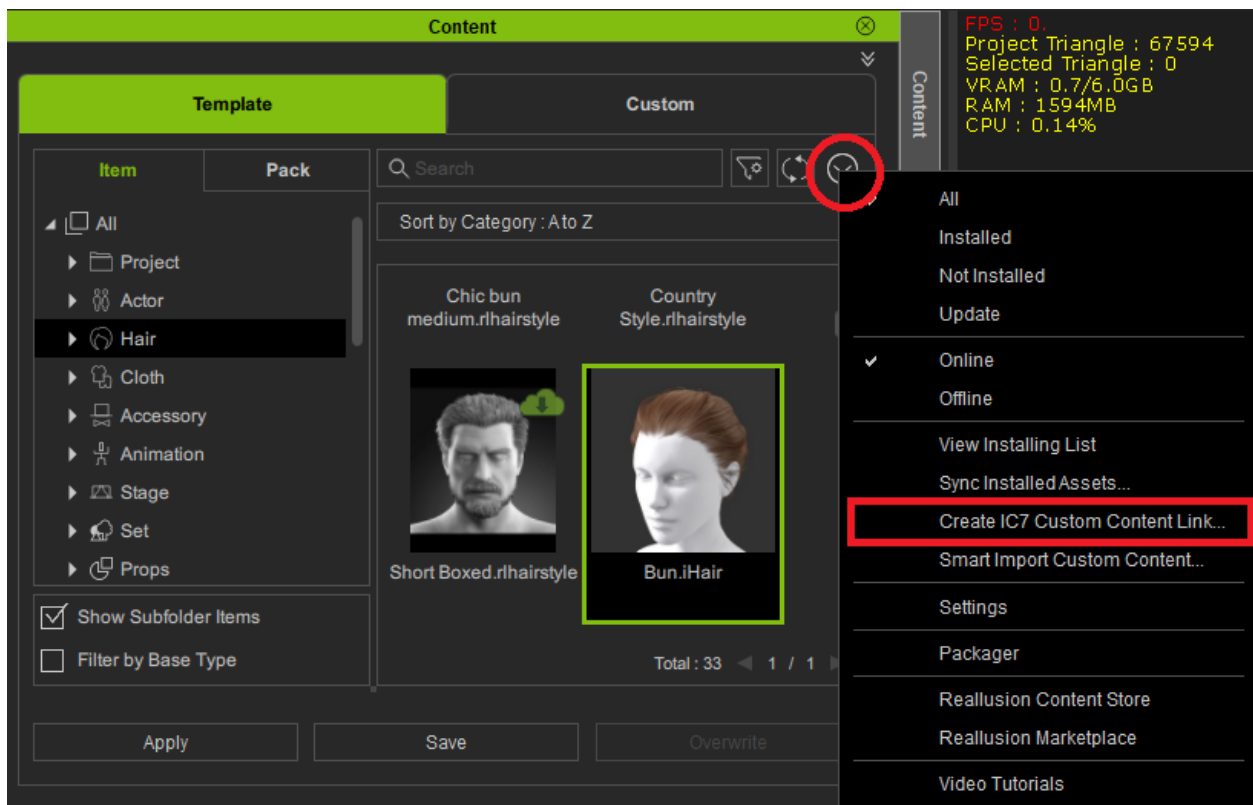 Content
Template
Custom
Item
Pack
Search
Sort by Category : A to Z
All
Project
Actor
Hair
Cloth
Accessory
Animation
Stage
Set
Props
Show Subfolder Items
Filter by Base Type
Chic bun
medium.rlhairstyle
Country
Style.rlhairstyle
Short Boxed.rlhairstyle
Bun.iHair
Total : 33 1 / 1
Apply
Save
Overwrite
Content
FPS : 0.
Project Triangle : 67594
Selected Triangle : 0
VRAM : 0.7/6.0GB
RAM : 1594MB
CPU : 0.14%
All
Installed
Not Installed
Update
Online
Offline
View Installing List
Sync Installed Assets...
Create IC7 Custom Content Link...
Smart Import Custom Content...
Settings
Packager
Reallusion Content Store
Reallusion Marketplace
Video Tutorials